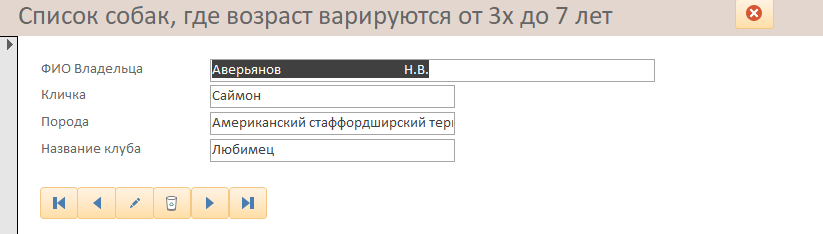 Список собак, где возраст варируются от 3х до 7 лет
ФИО Владельца Аверьянов Н.В.
Кличка Саймон
Порода Американский стаффордширский тери
Название клуба Любимец